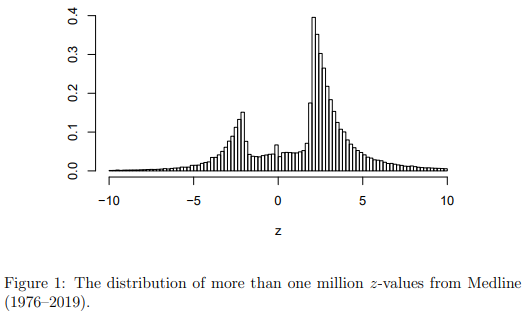 0.4
0.3
0.2
0.1
0.0
−10 −5 0 5 10
z
Figure 1: The distribution of more than one million z-values from Medline
(1976–2019).